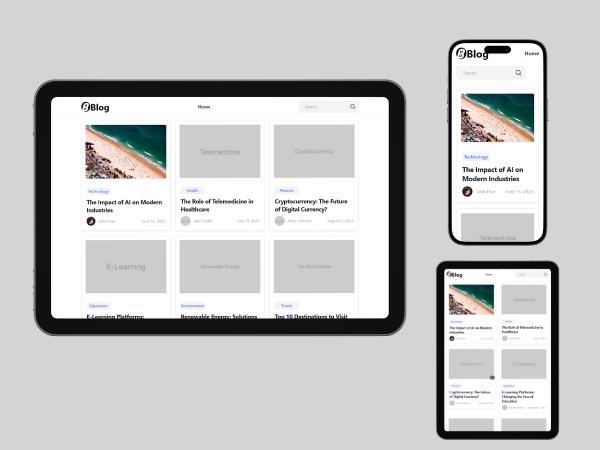 Blog
Home
Search
Technology
The Impact of AI on Modern
Industries
John Doe
June 15, 2023
Telemedicine
Health
The Role of Telemedicine in
Healthcare
Jane Smith
July 10, 2023
Cryptocurrency
Finance
Cryptocurrency: The Future
of Digital Currency?
Alice Johnson
August 5, 2023
E-Learning
Education
E-Learning Platforms:
Renewable Energy
Environment
Renewable Energy: Solutions
Top Destinations
Travel
Top 10 Destinations to Visit
Blog
Home
Search
Technology
The Impact of AI on
Modern Industries
John Doe
June 15, 2023
Telemedicine
Blog
Home
The Impact of AI on Modern
Industries
The Role of Telemedicine in
Healthcare
E-Learning
Cryptocurrency: The Future
of Digital Currency?
E-Learning Platforms:
Changing the Face of
Education